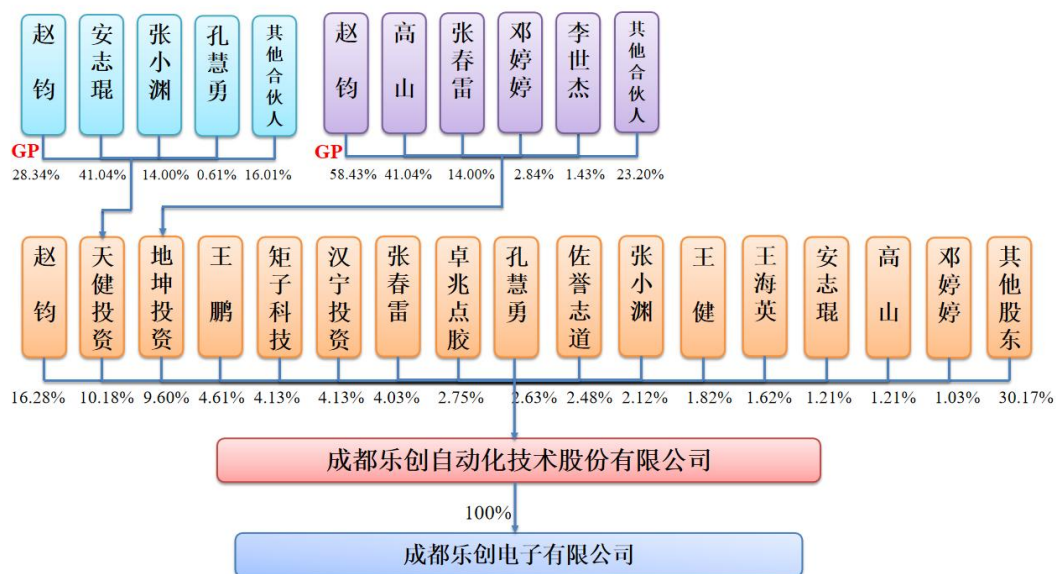 赵钧
安志琨
张小渊
孔慧勇
其他合伙人
赵钧
高山
张春雷
邓婷婷
李世杰
其他合伙人
GP
GP
28.34%
41.04%
14.00%
0.61%
16.01%
58.43%
41.04%
14.00%
2.84%
1.43%
23.20%
赵钧
天健投资
地坤投资
王鹏
矩子科技
汉宁投资
张春雷
卓兆点胶
孔慧勇
佐誉志道
张小渊
王健
王海英
安志琨
高山
邓婷婷
其他股东
16.28%
10.18%
9.60%
4.61%
4.13%
4.13%
4.03%
2.75%
2.63%
2.48%
2.12%
1.82%
1.62%
1.21%
1.21%
1.03%
30.17%
成都乐创自动化技术股份有限公司
100%
成都乐创电子有限公司